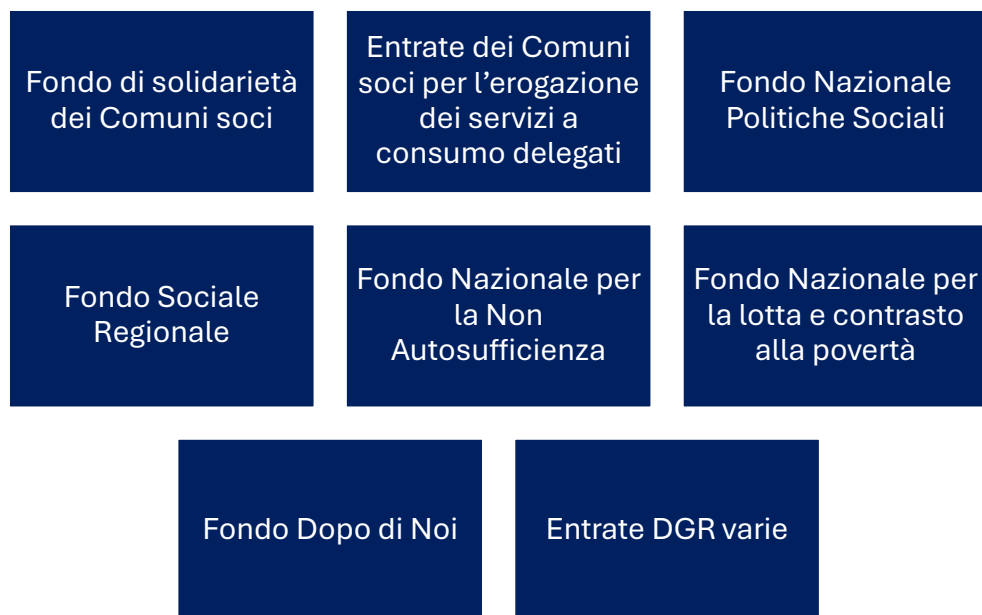 Fondo di solidarietà
dei Comuni soci
Entrate dei Comuni
soci per l’erogazione
dei servizi a
consumo delegati
Fondo Nazionale
Politiche Sociali
Fondo Sociale
Regionale
Fondo Nazionale per
la Non
Autosufficienza
Fondo Nazionale per
la lotta e contrasto
alla povertà
Fondo Dopo di Noi
Entrate DGR varie